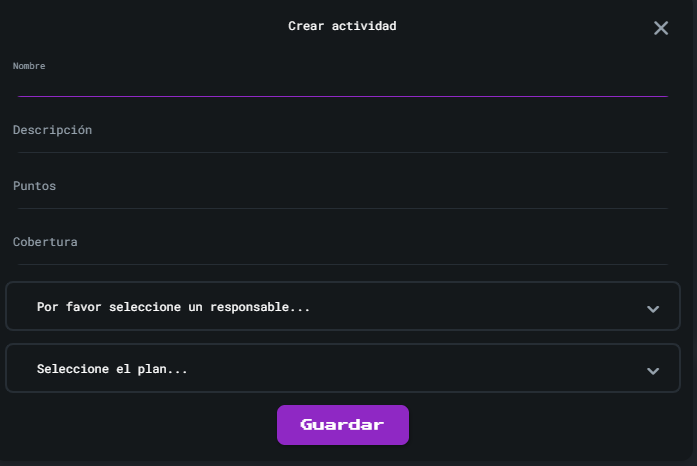 Crear actividad
Nombre
Descripción
Puntos
Cobertura
Por favor seleccione un responsable...
Seleccione el plan...
Guardar